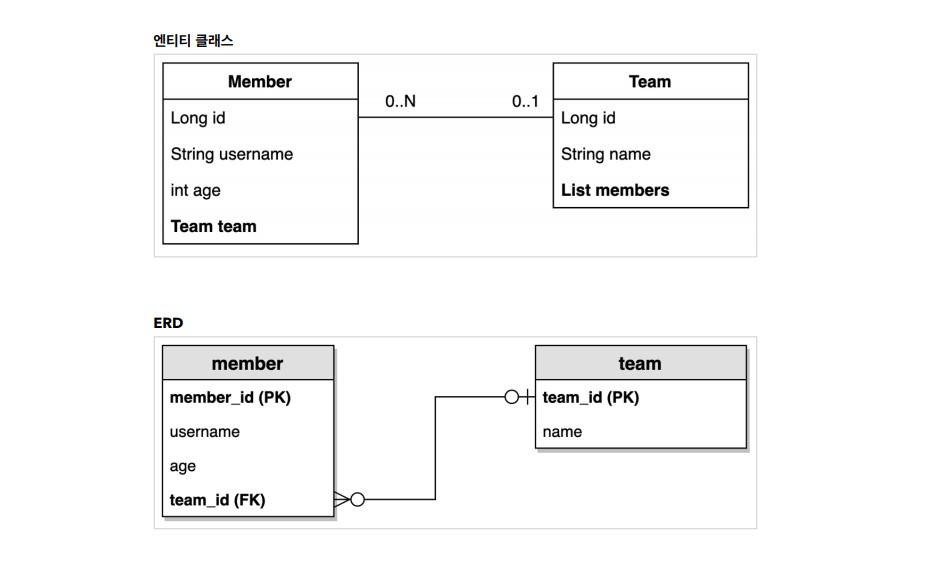 엔티티 클래스
Member
Long id
String username
int age
Team team
0..N
0..1
Team
Long id
String name
List members
ERD
member
member_id (PK)
username
age
team_id (FK)
team
team_id (PK)
name